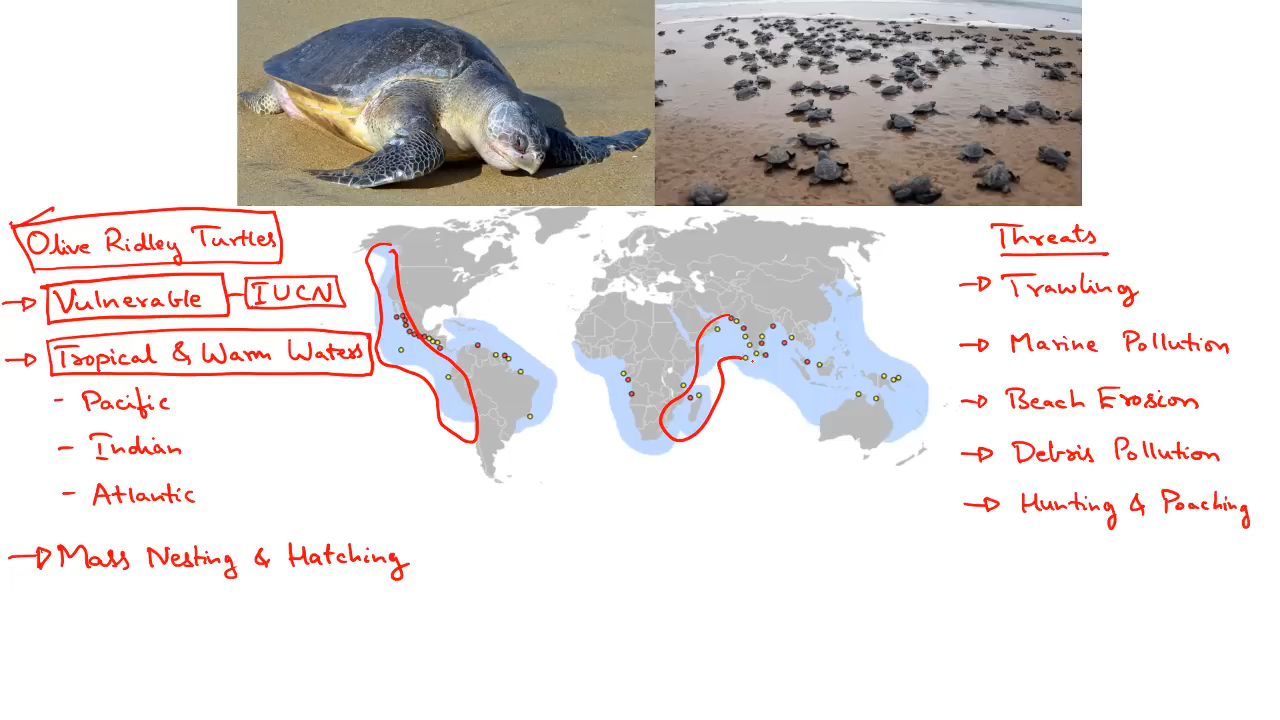 Olive Ridley Turtles
Vulnerable IUCN
Tropical & Warm Waters
- Pacific
- Indian
- Atlantic
Mass Nesting & Hatching
Threats
Trawling
Marine Pollution
Beach Erosion
Debris Pollution
Hunting & Poaching